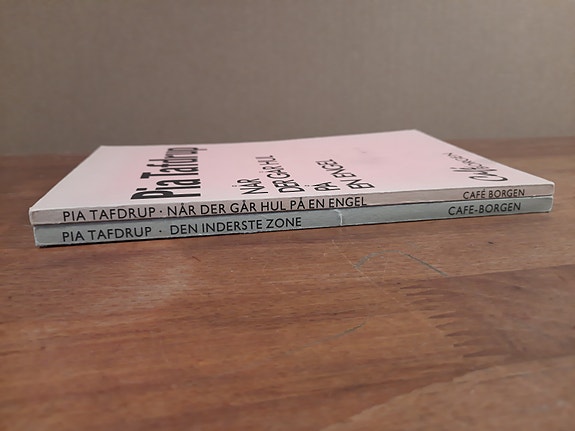 Pia Tafdrup
NÅR
DER GÅR HUL
PÅ
EN ENGEL
Café BORGEN
PIA TAFDRUP · NÅR DER GÅR HUL PÅ EN ENGEL CAFÉ BORGEN
PIA TAFDRUP · DEN INDERSTE ZONE CAFE-BORGEN